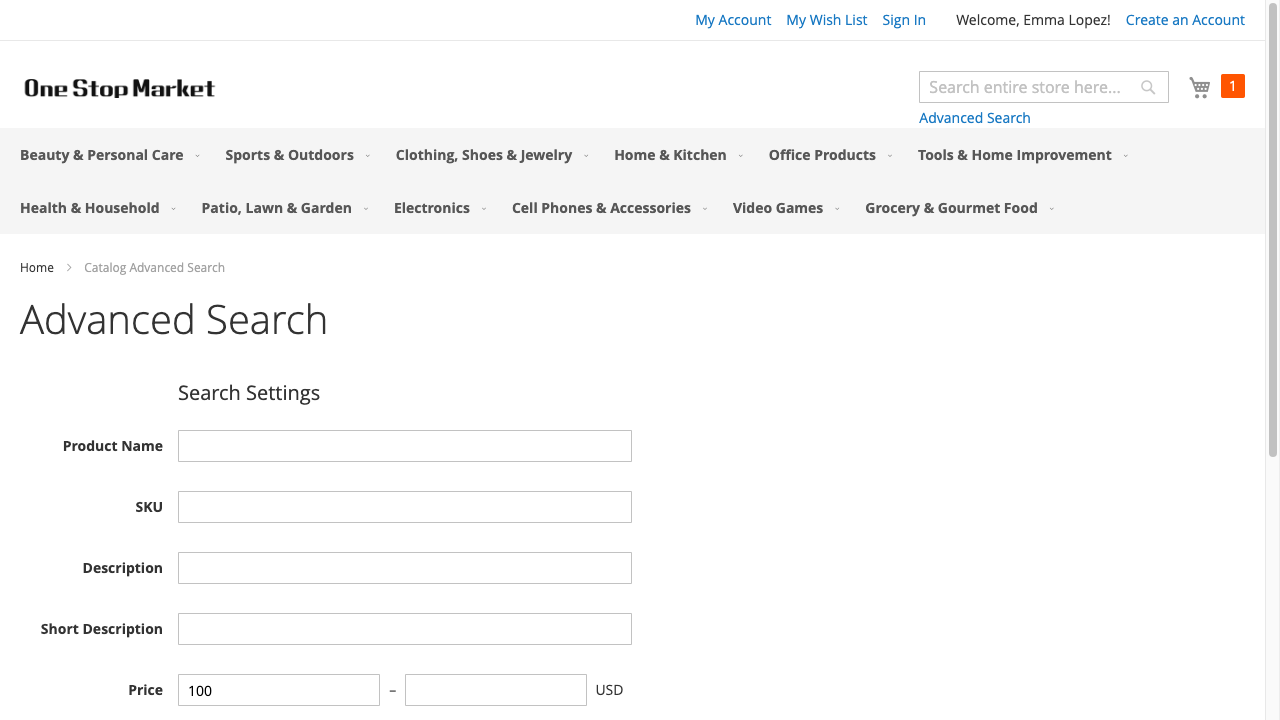 My Account My Wish List Sign In Welcome, Emma Lopez! Create an Account
One Stop Market
Search entire store here...
1
Advanced Search
Beauty & Personal Care Sports & Outdoors Clothing, Shoes & Jewelry Home & Kitchen Office Products Tools & Home Improvement
Health & Household Patio, Lawn & Garden Electronics Cell Phones & Accessories Video Games Grocery & Gourmet Food
Home Catalog Advanced Search
Advanced Search
Search Settings
Product Name
SKU
Description
Short Description
Price 100 – USD